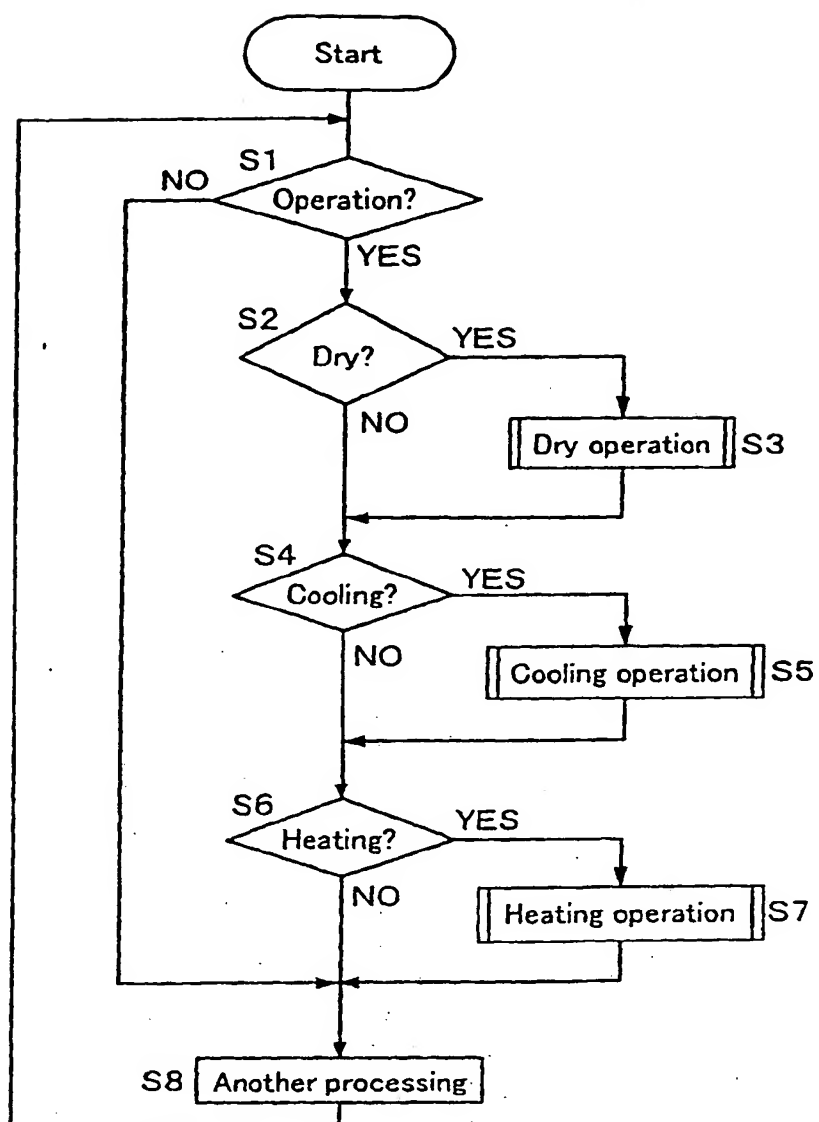 Start
S1
NO
Operation?
YES
S2
YES
Dry?
NO
Dry operation
S3
S4
YES
Cooling?
NO
Cooling operation
S5
S6
YES
Heating?
NO
Heating operation
S7
S8
Another processing